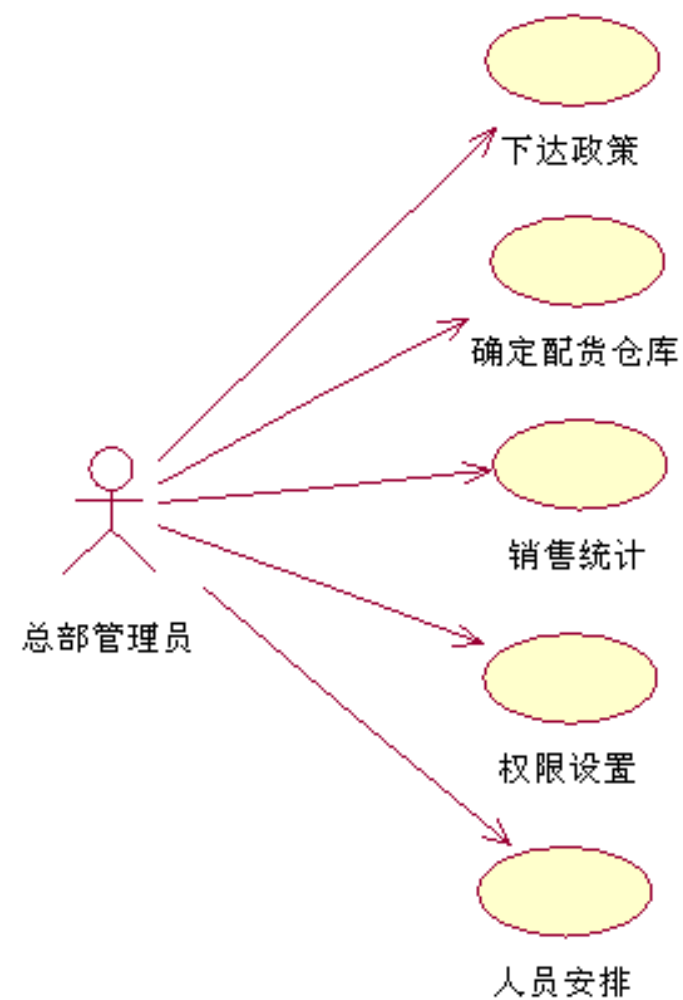 下达政策
确定配货仓库
销售统计
总部管理员
权限设置
人员安排